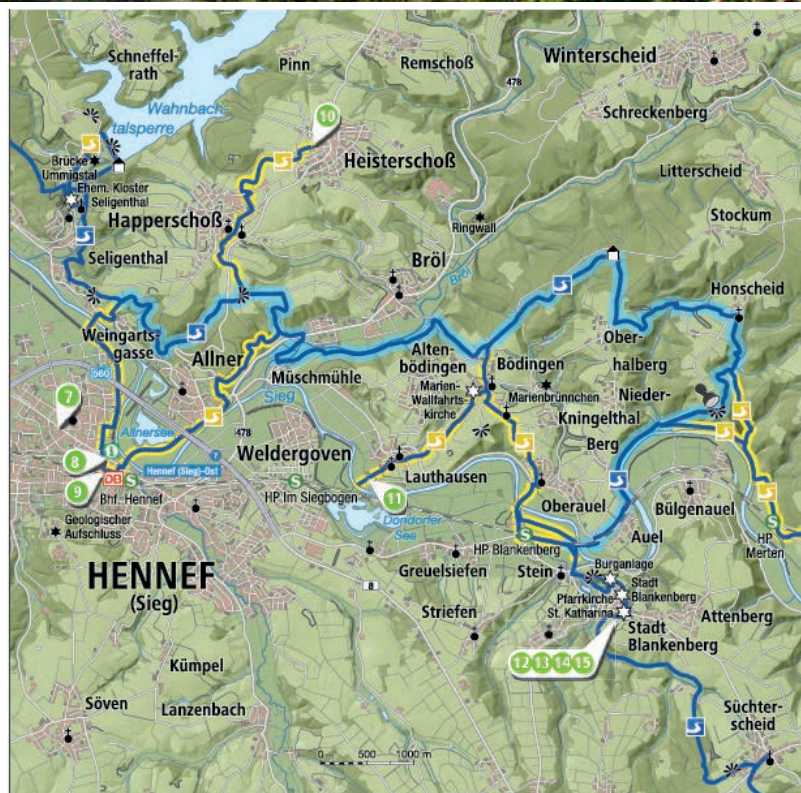 Schneffel-
rath
Pinn
Remschoß
478
Winterscheid
Wahnbach-
talsperre
Schreckenberg
10
Brücke
Ummigstal
Ehem. Kloster
Seligenthal
Heisterschoß
Litterscheid
Happerschoß
Ringwall
Stockum
Seligenthal
Bröl
Bröl
Honscheid
Weingarts-
gasse
Allner
Alten-
bödingen
Bödingen
Ober-
halberg
560
Müschmühle
Marien-
Wallfahrts-
kirche
Marienbrünnchen
Nieder-
Kningelthal
Berg
7
Sieg
Allnersee
478
7
Weldergoven
8
Hennef (Sieg)-Ost
S
Lauthausen
9
DB
S
Bhf. Hennef
HP Im Siegbogen
11
Oberauel
Bülgenauel
Geologischer
Aufschluss
Dondorfer
See
S
HP Blankenberg
Auel
S
HP
Merten
HENNEF
(Sieg)
8
Greuelsiefen
Stein
Burganlage
Stadt
Blankenberg
Pfarrkirche
St. Katharina
Attenberg
Striefen
Stadt
Blankenberg
12 13 14 15
Kümpel
Söven
Lanzenbach
Süchter-
scheid
0 500 1000 m